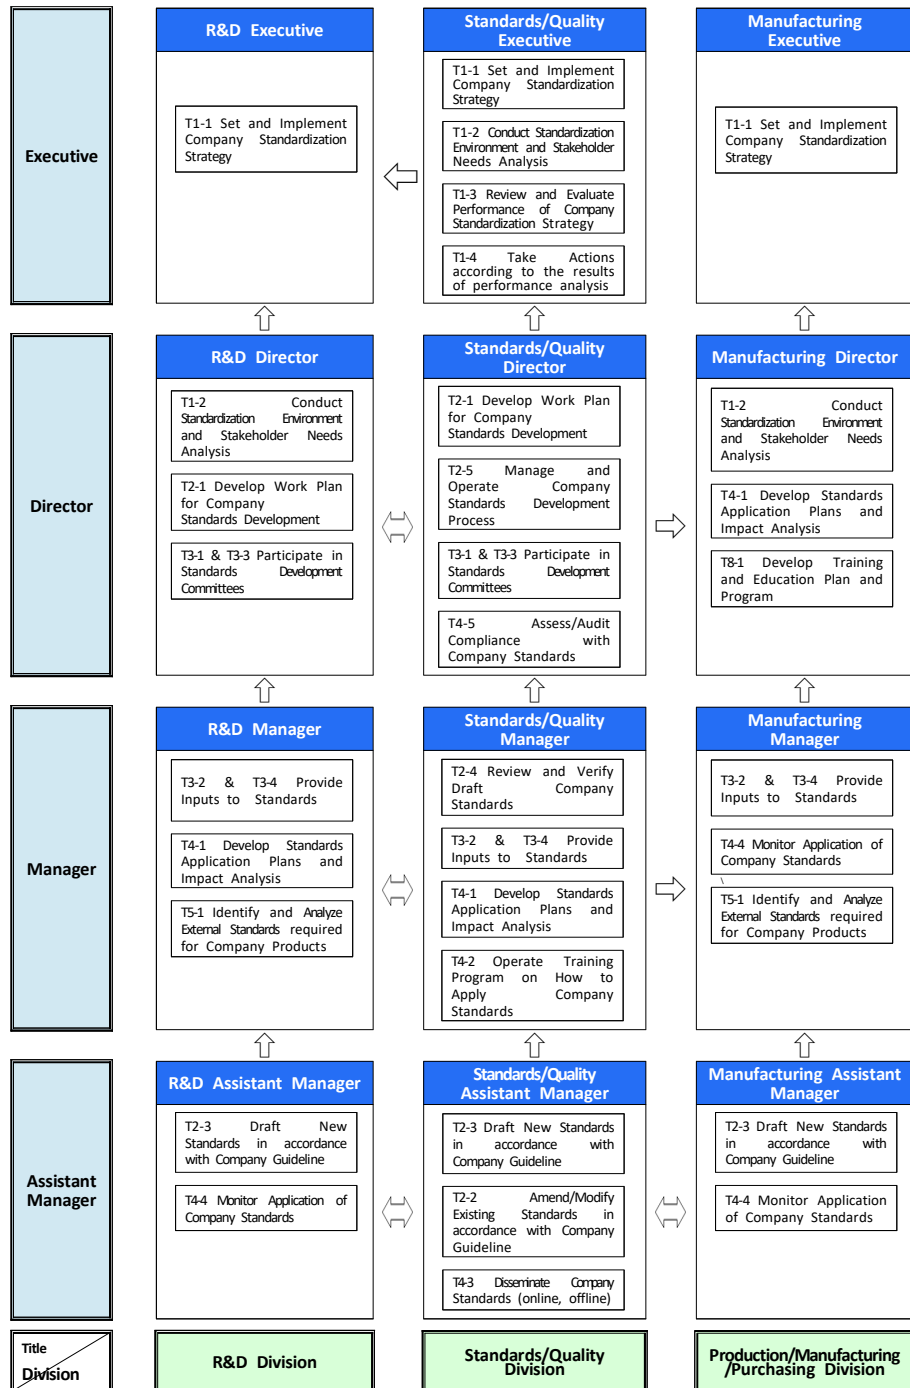 Executive
R&D Executive
T1-1 Set and Implement
Company Standardization
Strategy
Standards/Quality
Executive
T1-1 Set and Implement
Company Standardization
Strategy
T1-2 Conduct Standardization
Environment and Stakeholder
Needs Analysis
T1-3 Review and Evaluate
Performance of Company
Standardization Strategy
T1-4 Take Actions
according to the results
of performance analysis
Manufacturing
Executive
T1-1 Set and Implement
Company Standardization
Strategy
Director
R&D Director
T1-2 Conduct
Standardization Environment
and Stakeholder Needs
Analysis
T2-1 Develop Work Plan
for Company
Standards Development
T3-1 & T3-3 Participate in
Standards Development
Committees
Standards/Quality
Director
T2-1 Develop Work Plan
for Company
Standards Development
T2-5 Manage and
Operate Company
Standards Development
Process
T3-1 & T3-3 Participate in
Standards Development
Committees
T4-5 Assess/Audit
Compliance with
Company Standards
Manufacturing Director
T1-2 Conduct
Standardization Environment
and Stakeholder Needs
Analysis
T4-1 Develop Standards
Application Plans and
Impact Analysis
T8-1 Develop Training
and Education Plan and
Program
Manager
R&D Manager
T3-2 & T3-4 Provide
Inputs to Standards
T4-1 Develop Standards
Application Plans and
Impact Analysis
T5-1 Identify and Analyze
External Standards required
for Company Products
Standards/Quality
Manager
T2-4 Review and Verify
Draft Company
Standards
T3-2 & T3-4 Provide
Inputs to Standards
T4-1 Develop Standards
Application Plans and
Impact Analysis
T4-2 Operate Training
Program on How to
Apply Company
Standards
Manufacturing
Manager
T3-2 & T3-4 Provide
Inputs to Standards
T4-4 Monitor Application of
Company Standards
\
T5-1 Identify and Analyze
External Standards required
for Company Products
Assistant
Manager
R&D Assistant Manager
T2-3 Draft New
Standards in accordance
with Company Guideline
T4-4 Monitor Application of
Company Standards
Standards/Quality
Assistant Manager
T2-3 Draft New Standards
in accordance with
Company Guideline
T2-2 Amend/Modify
Existing Standards in
accordance with Company
Guideline
T4-3 Disseminate Company
Standards (online, offline)
Manufacturing Assistant
Manager
T2-3 Draft New Standards
in accordance with
Company Guideline
T4-4 Monitor Application
of Company Standards
Title
Division
R&D Division
Standards/Quality
Division
Production/Manufacturing
/Purchasing Division